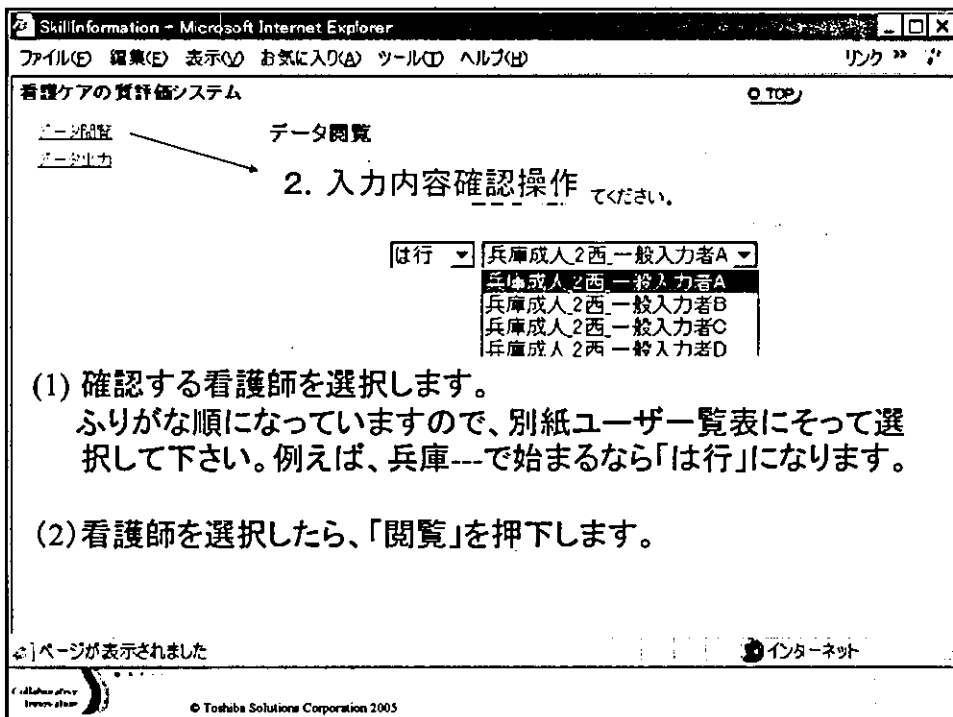 SkillInformation - Microsoft Internet Explorer
ファイル(F) 編集(E) 表示(V) お気に入り(A) ツール(T) ヘルプ(H) リンク »
看護ケアの質評価システム TOP
データ閲覧 データ閲覧
データ出力
2. 入力内容確認操作 てください。
は行 兵庫成人_2西_一般入力者A
兵庫成人_2西_一般入力者A
兵庫成人_2西_一般入力者B
兵庫成人_2西_一般入力者C
兵庫成人_2西_一般入力者D
(1) 確認する看護師を選択します。
ふりがな順になっていますので、別紙ユーザー覧表にそって選
択して下さい。例えば、兵庫---で始まるなら「は行」になります。
(2)看護師を選択したら、「閲覧」を押下します。
ページが表示されました インターネット
Collaborative
Innovation
© Toshiba Solutions Corporation 2005